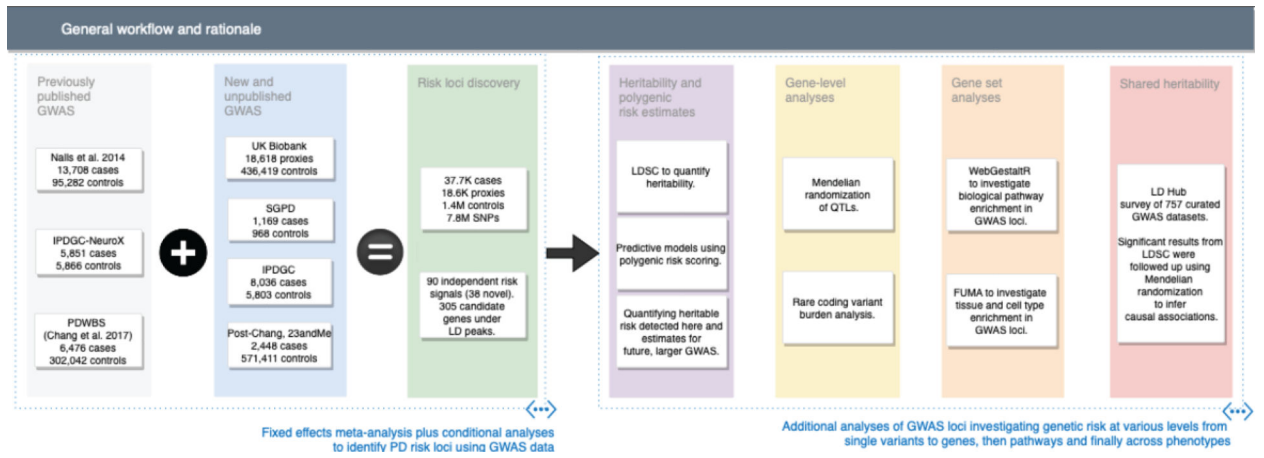 General workflow and rationale
Previously
published
GWAS
Nalls et al. 2014
13,708 cases
95,282 controls
IPDGC-NeuroX
5,851 cases
5,866 controls
PDWBS
(Chang et al. 2017)
6,476 cases
302,042 controls
+
New and
unpublished
GWAS
UK Biobank
18,618 proxies
436,419 controls
SGPD
1,169 cases
968 controls
IPDGC
8,036 cases
5,803 controls
Post-Chang, 23andMe
2,448 cases
571,411 controls
=
Risk loci discovery
37.7K cases
18.6K proxies
1.4M controls
7.8M SNPs
90 independent risk
signals (38 novel).
305 candidate
genes under
LD peaks.
Fixed effects meta-analysis plus conditional analyses
to identify PD risk loci using GWAS data
Heritability and
polygenic
risk estimates
LDSC to quantify
heritability.
Predictive models using
polygenic risk scoring.
Quantifying heritable
risk detected here and
estimates for
future, larger GWAS.
Gene-level
analyses
Mendelian
randomization
of QTLs.
Rare coding variant
burden analysis.
Gene set
analyses
WebGestaltR
to investigate
biological pathway
enrichment in
GWAS loci.
FUMA to investigate
tissue and cell type
enrichment in
GWAS loci.
Shared heritability
LD Hub
survey of 757 curated
GWAS datasets.
Significant results from
LDSC were
followed up using
Mendelian
randomization
to infer
causal associations.
Additional analyses of GWAS loci investigating genetic risk at various levels from
single variants to genes, then pathways and finally across phenotypes